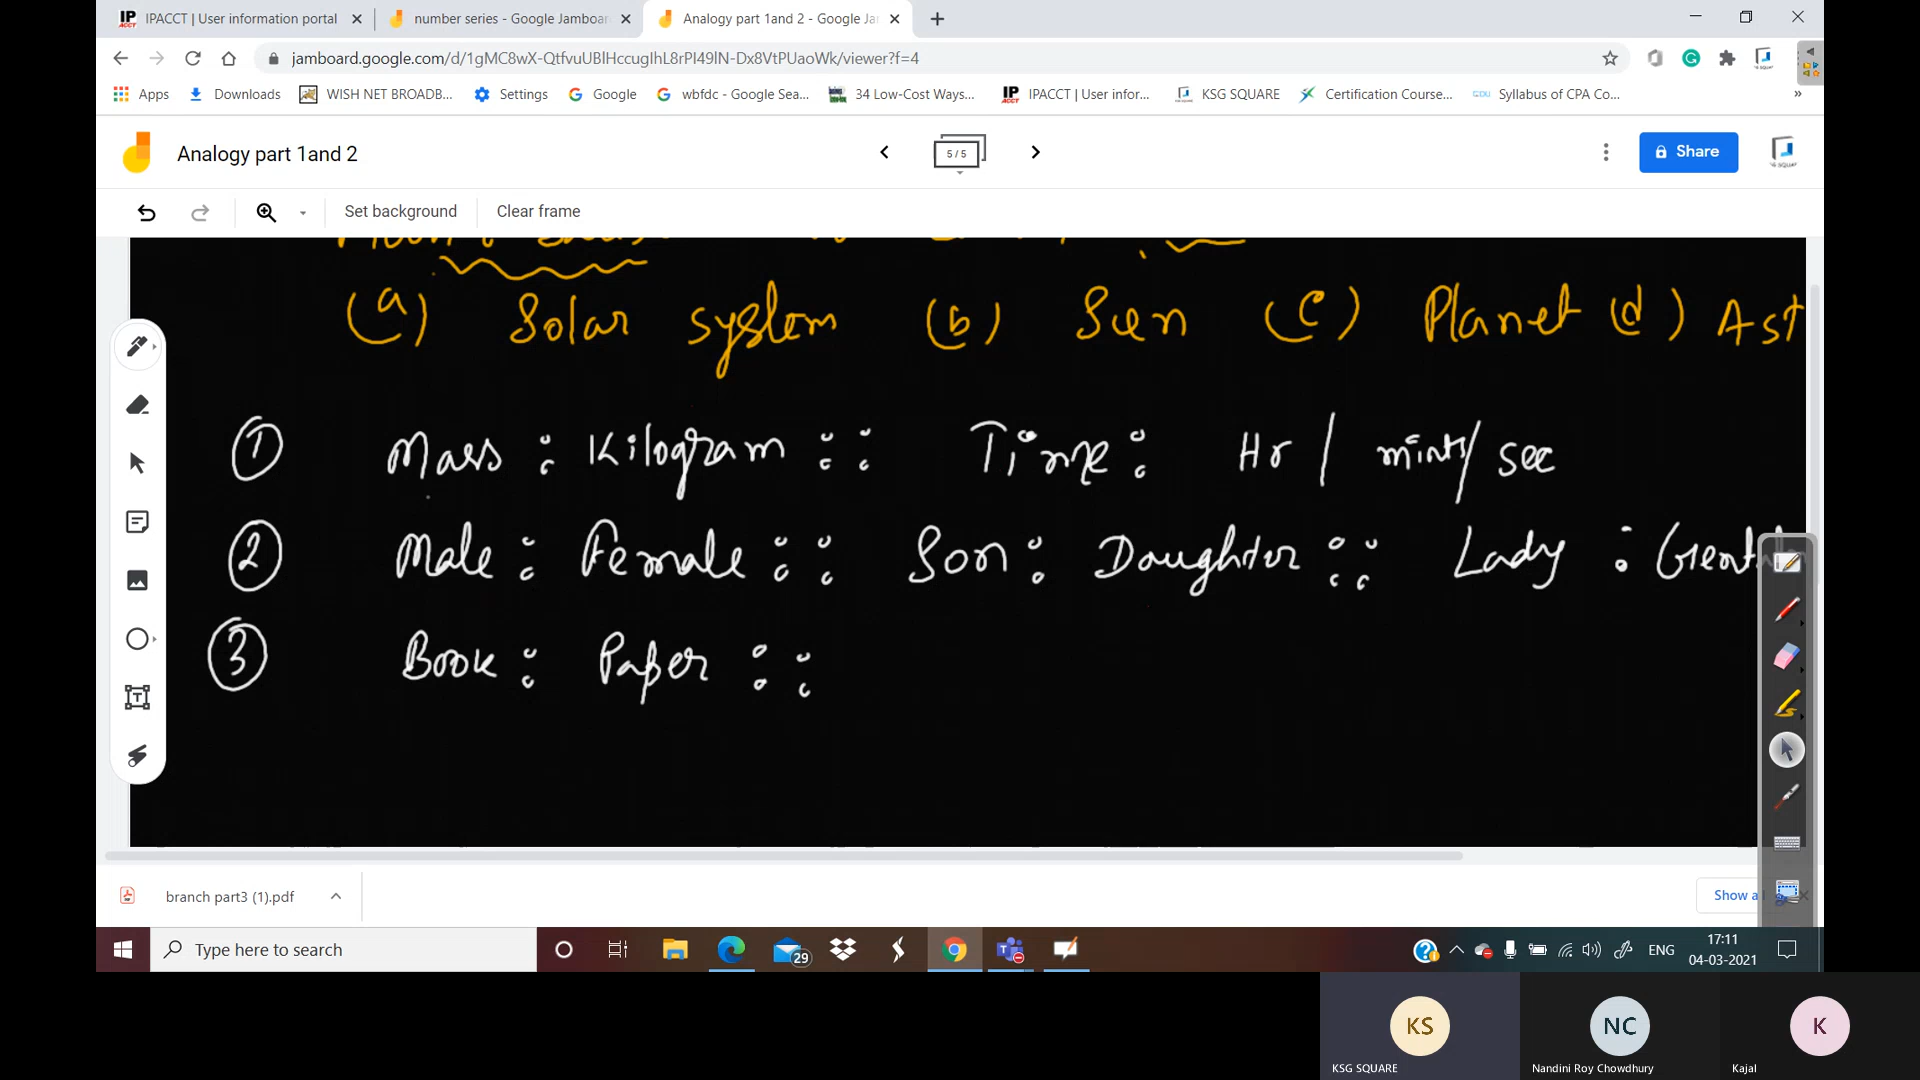 IPACCT | User information portal number series - Google Jamboar Analogy part 1and 2 - Google Ja
jamboard.google.com/d/1gMC8wX-QtfvuUBlHccugIhL8rPI49lN-Dx8VtPUaoWk/viewer?f=4
Apps Downloads WISH NET BROADB... Settings Google wbfdc - Google Sea... 34 Low-Cost Ways... IPACCT | User infor... KSG SQUARE Certification Course... Syllabus of CPA Co... »
Analogy part 1and 2 5 / 5 Share
Set background Clear frame
(a) Solar system (b) Sun (c) Planet (d) Ast
① Mass : Kilogram :: Time : Hr / mints/ sec
② Male : Female :: Son : Daughter :: Lady :
③ Book : Paper ::
branch part3 (1).pdf Show a
Type here to search 29 ENG 17:11
04-03-2021
KS NC K
KSG SQUARE Nandini Roy Chowdhury Kajal